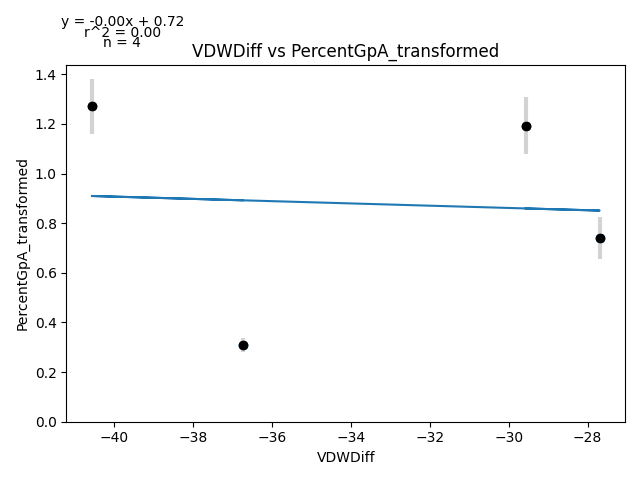 y = -0.00x + 0.72
r^2 = 0.00
n = 4
VDWDiff vs PercentGpA_transformed
1.4
1.2
1.0
0.8
0.6
0.4
0.2
0.0
PercentGpA_transformed
−40
−38
−36
−34
−32
−30
−28
VDWDiff